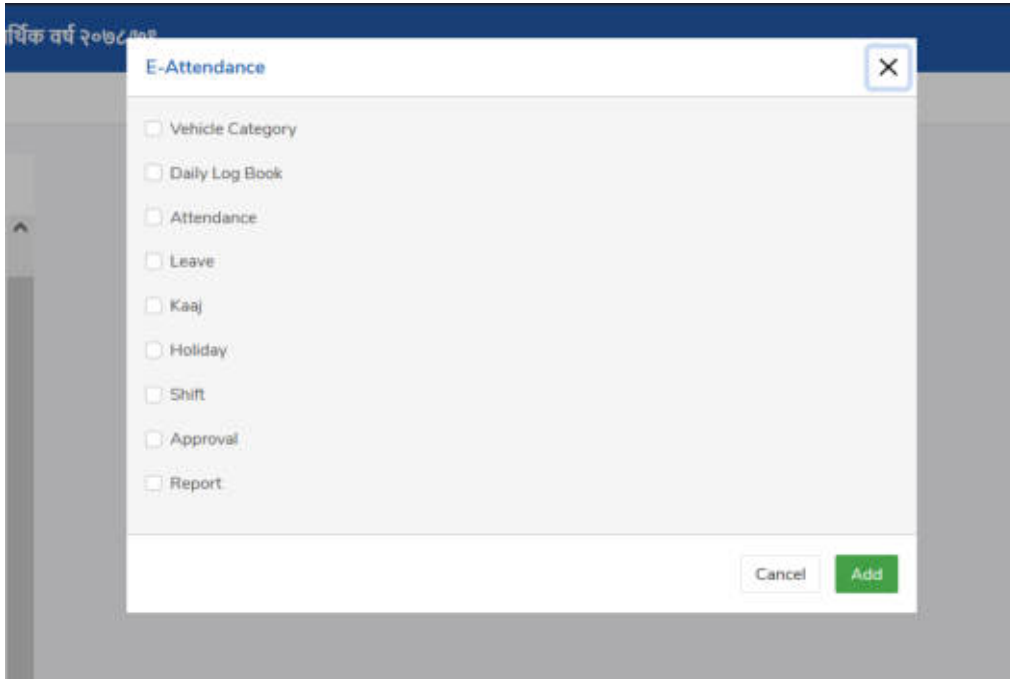 र्थिक वर्ष २०७८/७९
E-Attendance
Vehicle Category
Daily Log Book
Attendance
Leave
Kaaj
Holiday
Shift
Approval
Report
Cancel
Add